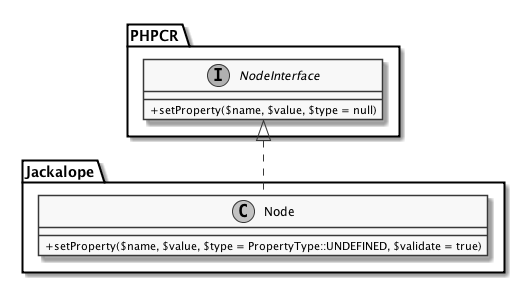 PHPCR
I NodeInterface
+setProperty($name, $value, $type = null)
Jackalope
C Node
+setProperty($name, $value, $type = PropertyType::UNDEFINED, $validate = true)